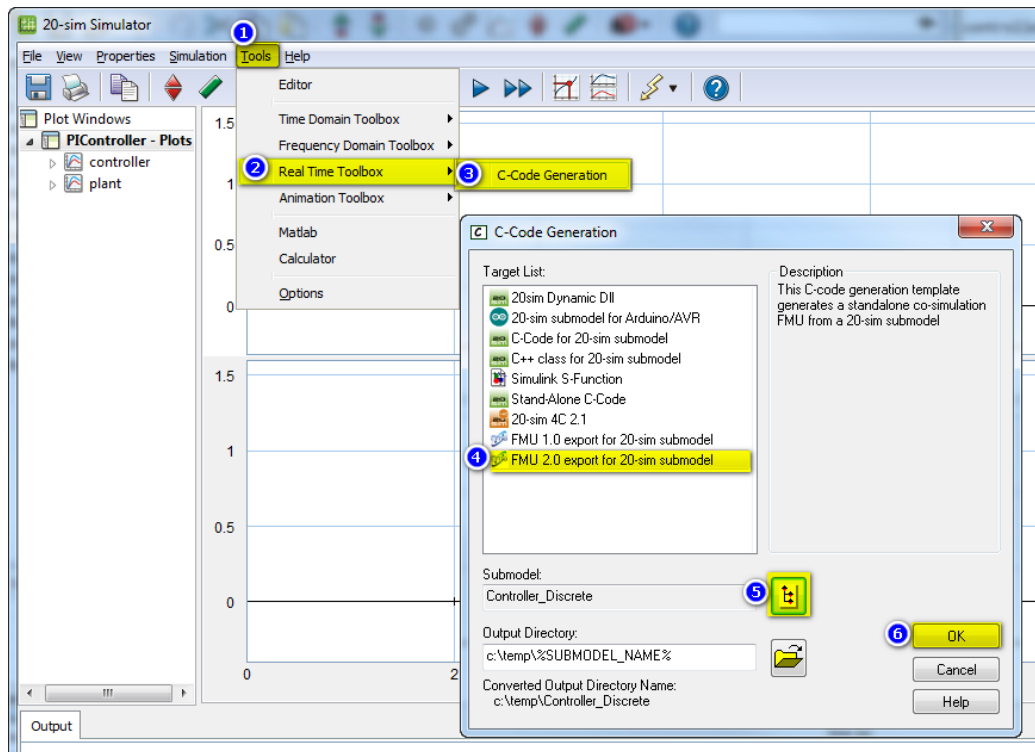 20-sim Simulator
1
File View Properties Simulation Tools Help
Plot Windows
PIController - Plots
controller
plant
Editor
Time Domain Toolbox
Frequency Domain Toolbox
2 Real Time Toolbox
3 C-Code Generation
Animation Toolbox
Matlab
Calculator
Options
1.5
1
0.5
0
1.5
1
0.5
0
0
2
C-Code Generation
Target List:
20sim Dynamic Dll
20-sim submodel for Arduino/AVR
C-Code for 20-sim submodel
C++ class for 20-sim submodel
Simulink S-Function
Stand-Alone C-Code
20-sim 4C 2.1
FMU 1.0 export for 20-sim submodel
4 FMU 2.0 export for 20-sim submodel
Description
This C-code generation template
generates a standalone co-simulation
FMU from a 20-sim submodel
Submodel:
Controller_Discrete
5
Output Directory:
c:\temp\%SUBMODEL_NAME%
Converted Output Directory Name:
c:\temp\Controller_Discrete
6 OK
Cancel
Help
Output